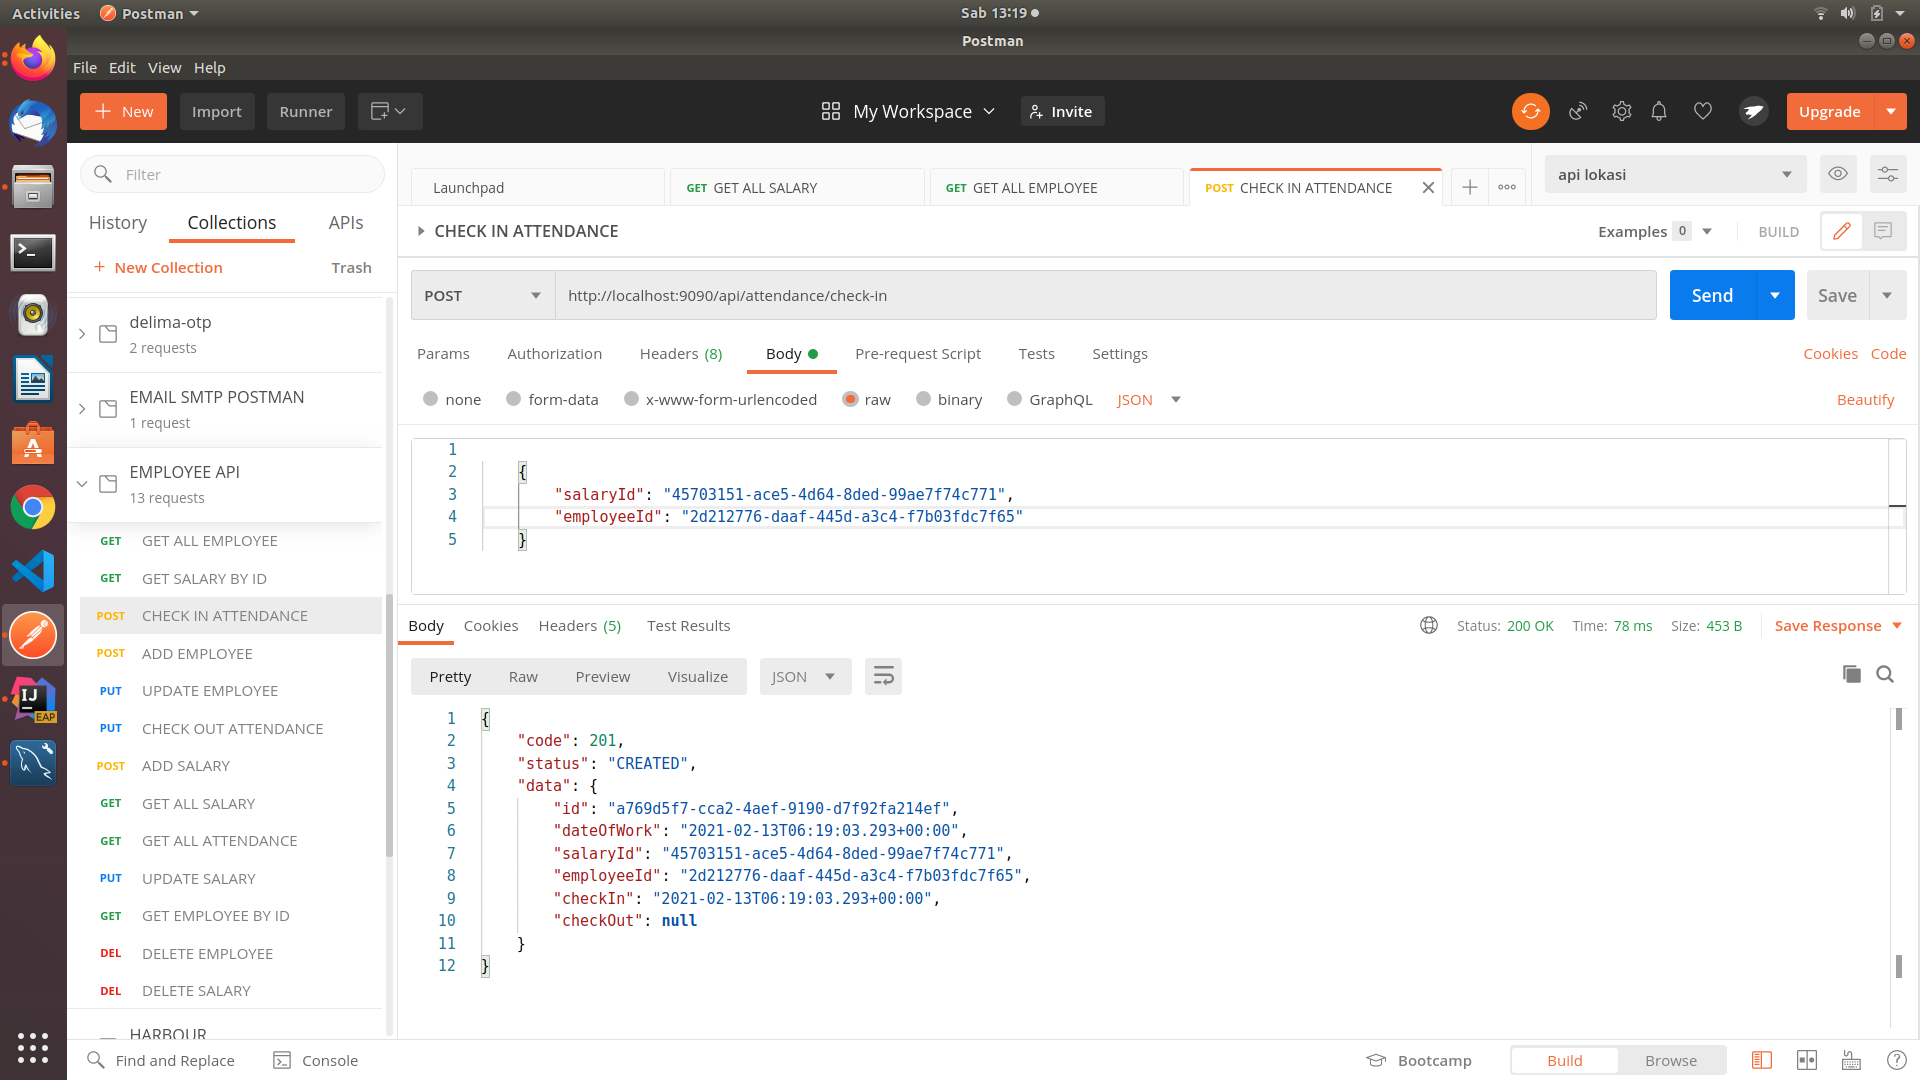 Activities
Postman
Sab 13:19
Postman
File Edit View Help
New
Import
Runner
My Workspace
Invite
Upgrade
Filter
History
Collections
APIs
New Collection
Trash
delima-otp
2 requests
EMAIL SMTP POSTMAN
1 request
EMPLOYEE API
13 requests
GET GET ALL EMPLOYEE
GET GET SALARY BY ID
POST CHECK IN ATTENDANCE
POST ADD EMPLOYEE
PUT UPDATE EMPLOYEE
PUT CHECK OUT ATTENDANCE
POST ADD SALARY
GET GET ALL SALARY
GET GET ALL ATTENDANCE
PUT UPDATE SALARY
GET GET EMPLOYEE BY ID
DEL DELETE EMPLOYEE
DEL DELETE SALARY
HARBOUR
Launchpad
GET GET ALL SALARY
GET GET ALL EMPLOYEE
POST CHECK IN ATTENDANCE
api lokasi
CHECK IN ATTENDANCE
Examples 0
BUILD
POST
http://localhost:9090/api/attendance/check-in
Send
Save
Params
Authorization
Headers (8)
Body
Pre-request Script
Tests
Settings
Cookies
Code
none
form-data
x-www-form-urlencoded
raw
binary
GraphQL
JSON
Beautify
1
2 {
3 "salaryId": "45703151-ace5-4d64-8ded-99ae7f74c771",
4 "employeeId": "2d212776-daaf-445d-a3c4-f7b03fdc7f65"
5 }
Body
Cookies
Headers (5)
Test Results
Status: 200 OK
Time: 78 ms
Size: 453 B
Save Response
Pretty
Raw
Preview
Visualize
JSON
1 {
2 "code": 201,
3 "status": "CREATED",
4 "data": {
5 "id": "a769d5f7-cca2-4aef-9190-d7f92fa214ef",
6 "dateOfWork": "2021-02-13T06:19:03.293+00:00",
7 "salaryId": "45703151-ace5-4d64-8ded-99ae7f74c771",
8 "employeeId": "2d212776-daaf-445d-a3c4-f7b03fdc7f65",
9 "checkIn": "2021-02-13T06:19:03.293+00:00",
10 "checkOut": null
11 }
12 }
Find and Replace
Console
Bootcamp
Build
Browse
IJ
EAP